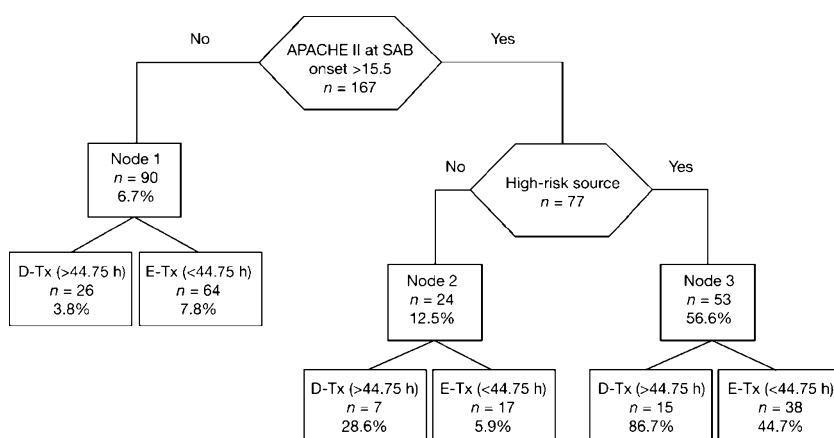 No
APACHE II at SAB
onset >15.5
n = 167
Yes
Node 1
n = 90
6.7%
No
High-risk source
n = 77
Yes
D-Tx (>44.75 h)
n = 26
3.8%
E-Tx (<44.75 h)
n = 64
7.8%
Node 2
n = 24
12.5%
Node 3
n = 53
56.6%
D-Tx (>44.75 h)
n = 7
28.6%
E-Tx (<44.75 h)
n = 17
5.9%
D-Tx (>44.75 h)
n = 15
86.7%
E-Tx (<44.75 h)
n = 38
44.7%